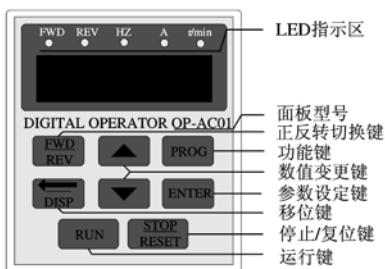 FWD REV HZ A r/min
LED指示区
DIGITAL OPERATOR OP-AC01
面板型号
FWD
REV
PROG
正反转切换键
功能键
数值变更键
DISP
ENTER
参数设定键
移位键
RUN
STOP
RESET
停止/复位键
运行键